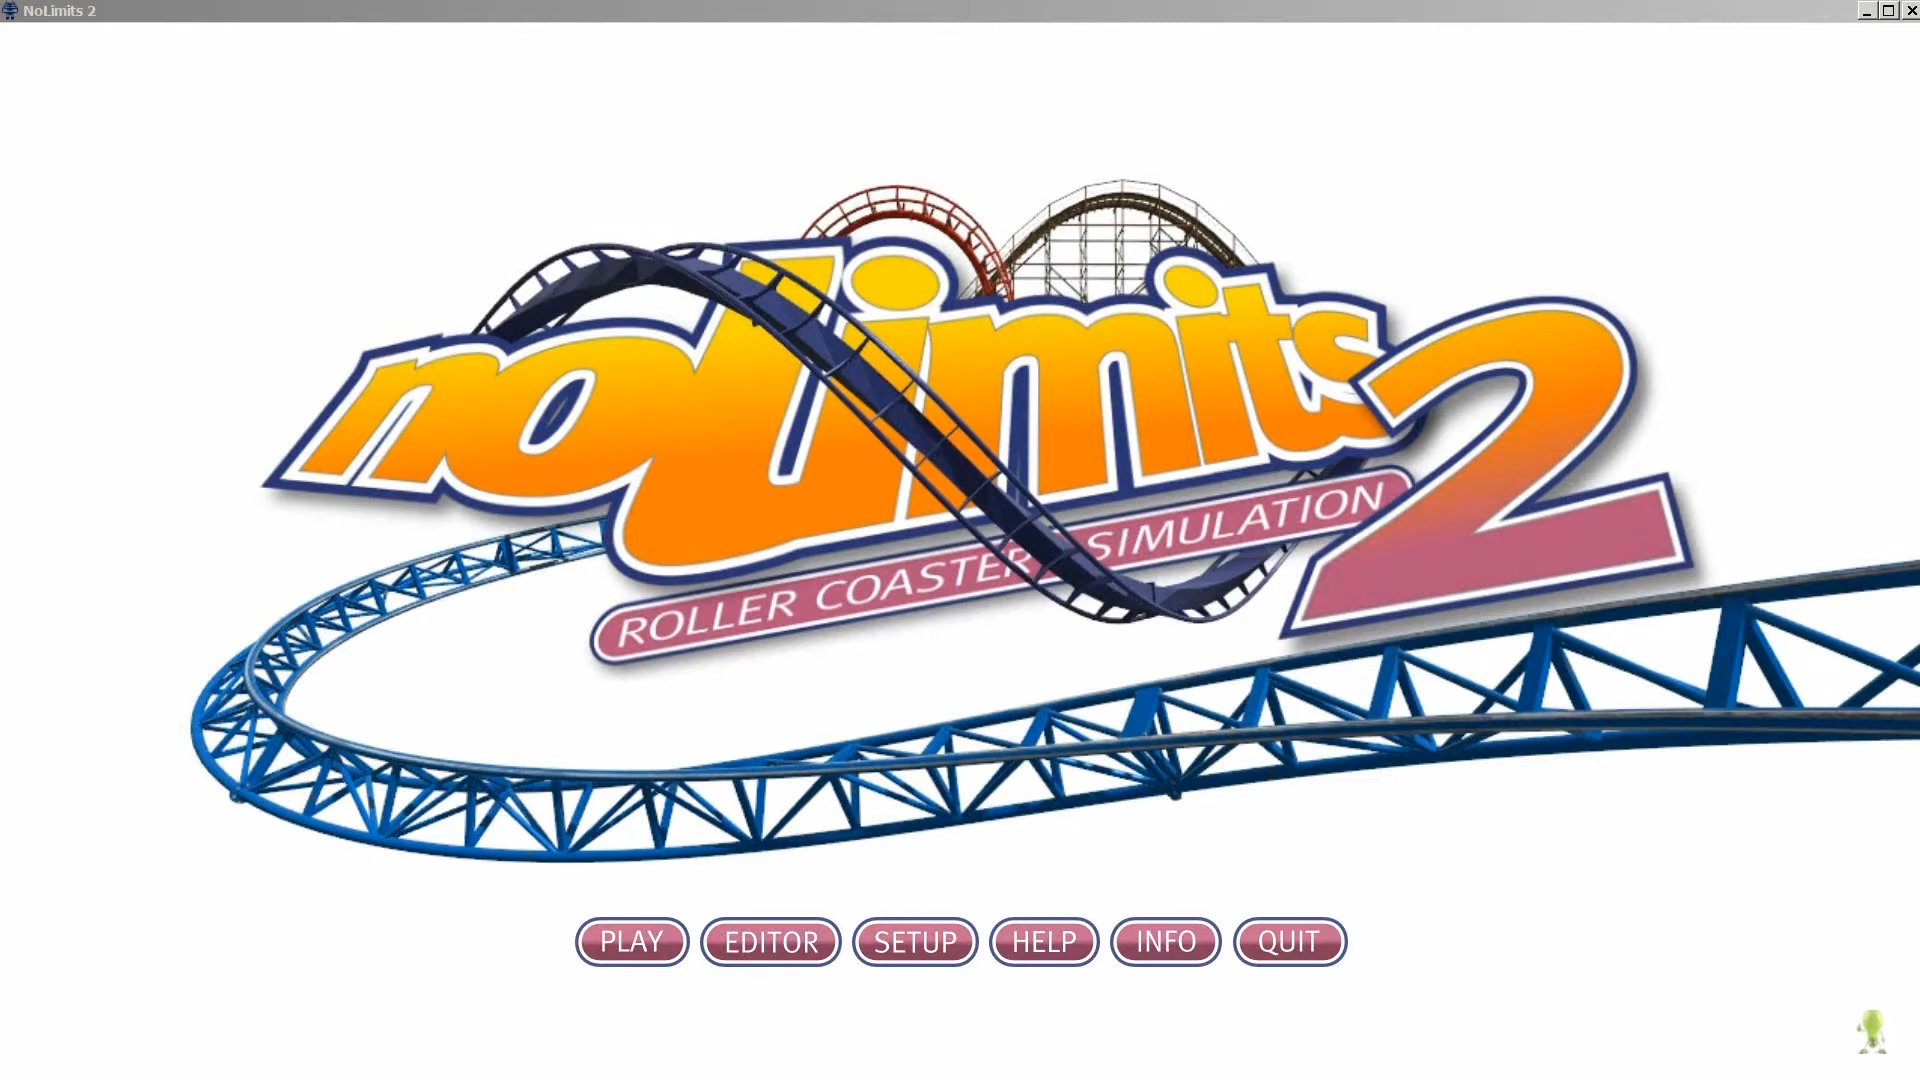 NoLimits 2
noLimits 2
ROLLER COASTER SIMULATION
PLAY EDITOR SETUP HELP INFO QUIT